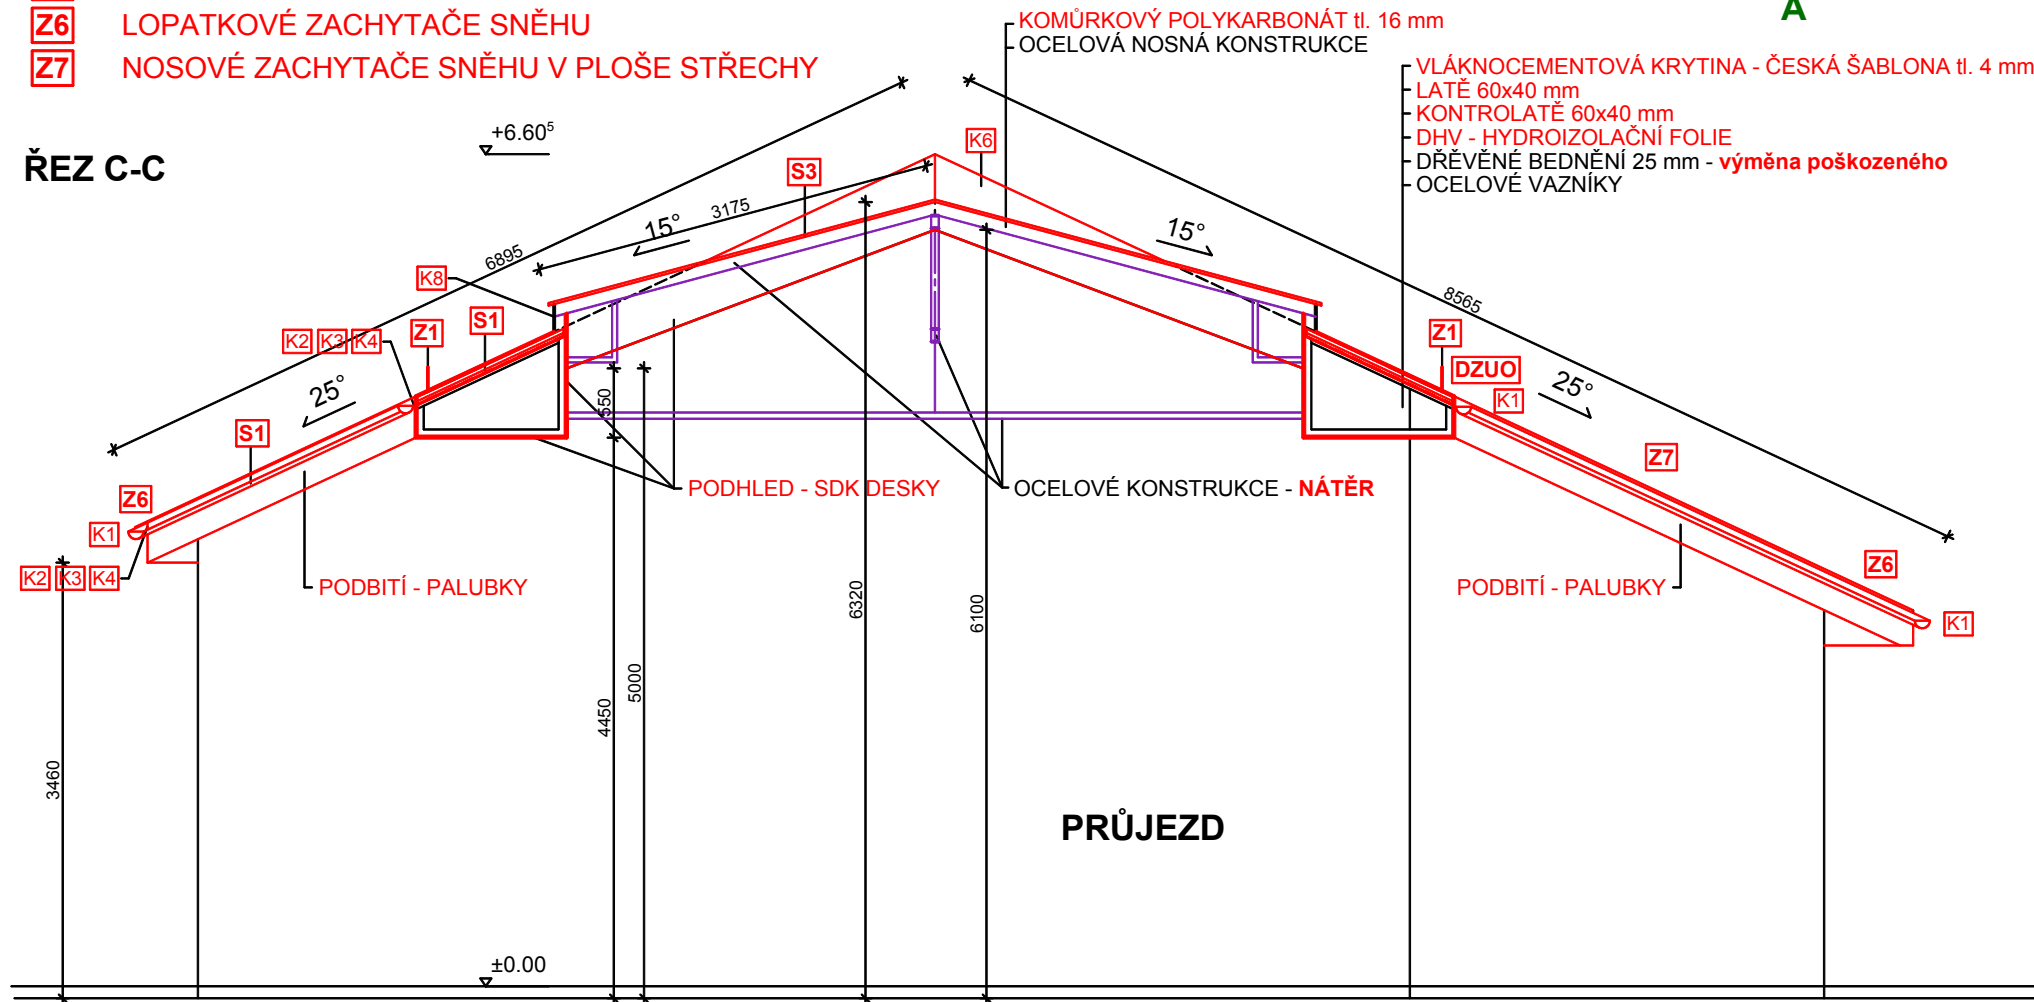 Z6 LOPATKOVÉ ZACHYTAČE SNĚHU
Z7 NOSOVÉ ZACHYTAČE SNĚHU V PLOŠE STŘECHY
A
KOMŮRKOVÝ POLYKARBONÁT tl. 16 mm
OCELOVÁ NOSNÁ KONSTRUKCE
VLÁKNOCEMENTOVÁ KRYTINA - ČESKÁ ŠABLONA tl. 4 mm
LATĚ 60x40 mm
KONTROLATĚ 60x40 mm
DHV - HYDROIZOLAČNÍ FOLIE
DŘĚVĚNÉ BEDNĚNÍ 25 mm - výměna poškozeného
OCELOVÉ VAZNÍKY
ŘEZ C-C
+6.60⁵
K6
S3
3175
15°
15°
6895
8565
K8
K2 K3 K4
Z1
S1
Z1
DZUO
K1
25°
25°
550
S1
Z7
Z6
K1
K2 K3 K4
PODHLED - SDK DESKY
OCELOVÉ KONSTRUKCE - NÁTĚR
PODBITÍ - PALUBKY
PODBITÍ - PALUBKY
Z6
K1
3460
4450
5000
6320
6100
PRŮJEZD
±0.00